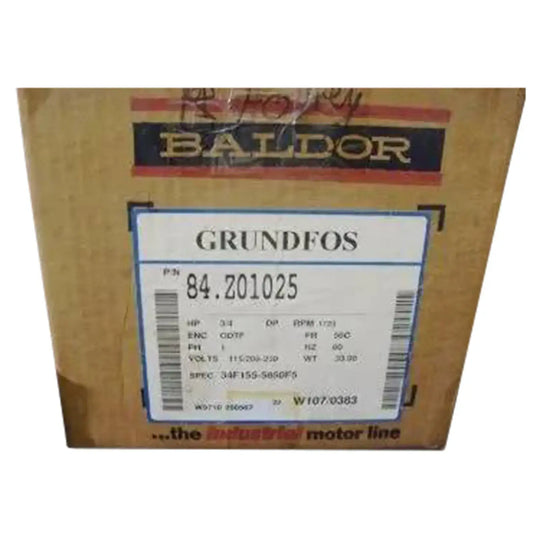 FO
BALDOR
GRUNDFOS
P/N
84.Z01025
HP 3/4 DP RPM 1725
ENC ODTF FR 56C
PH 1 HZ 60
VOLTS 115/208-230 WT 33.00
SPEC 34F155-5850F5
W107/0383
...the industrial motor line